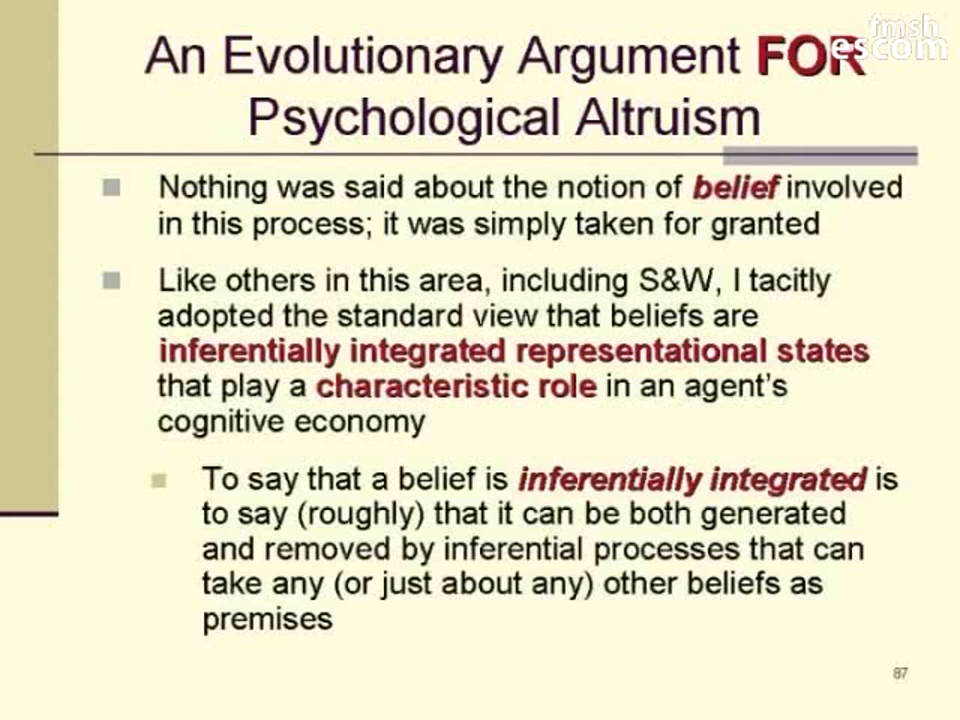 fmsh
escom
An Evolutionary Argument FOR
Psychological Altruism
Nothing was said about the notion of belief involved
in this process; it was simply taken for granted
Like others in this area, including S&W, I tacitly
adopted the standard view that beliefs are
inferentially integrated representational states
that play a characteristic role in an agent's
cognitive economy
To say that a belief is inferentially integrated is
to say (roughly) that it can be both generated
and removed by inferential processes that can
take any (or just about any) other beliefs as
premises
87